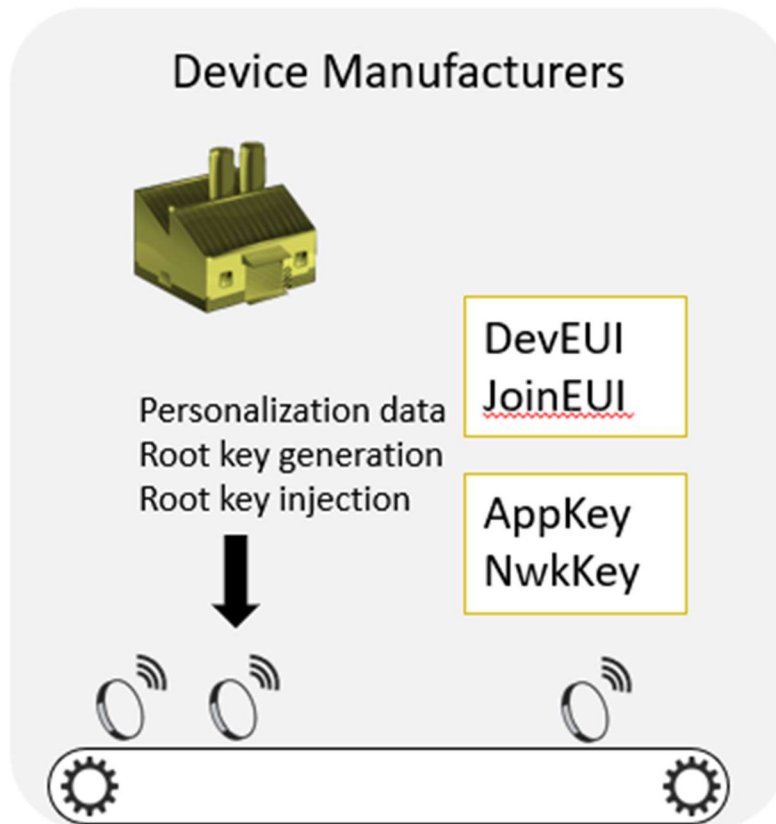 Device Manufacturers
Personalization data
Root key generation
Root key injection
DevEUI
JoinEUI
AppKey
NwkKey